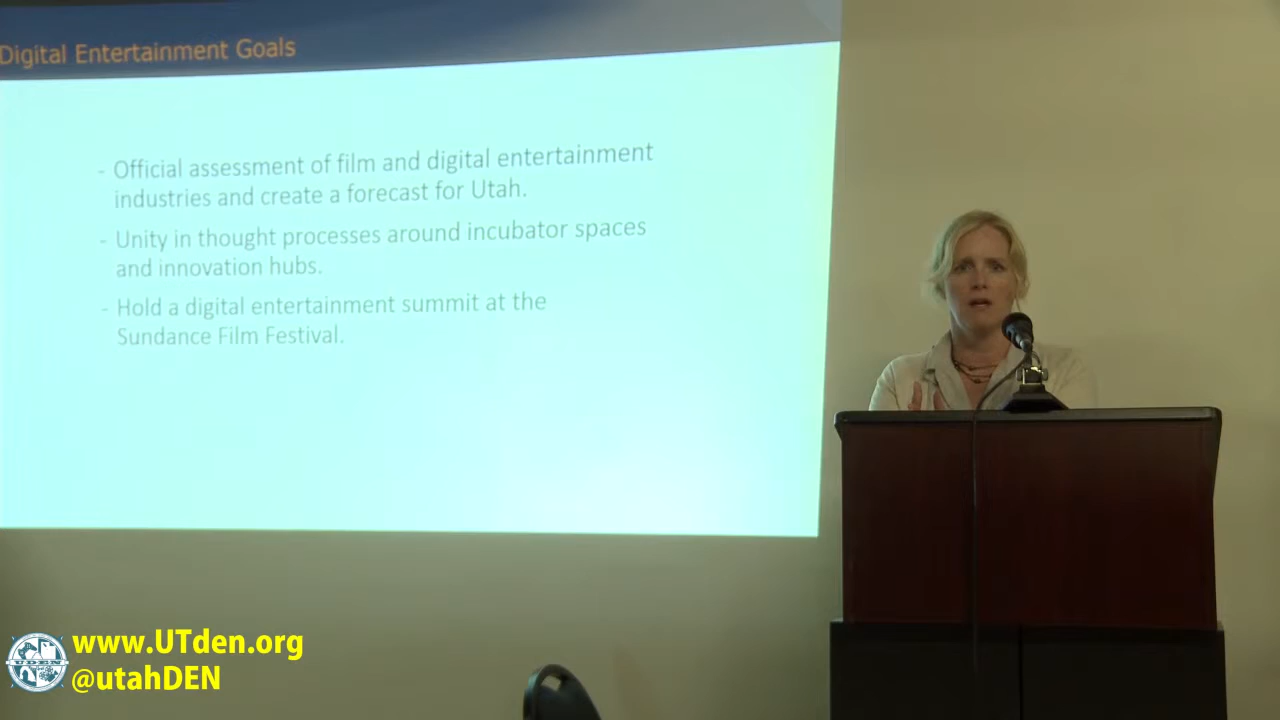 Digital Entertainment Goals
- Official assessment of film and digital entertainment
industries and create a forecast for Utah.
- Unity in thought processes around incubator spaces
and innovation hubs.
- Hold a digital entertainment summit at the
Sundance Film Festival.
UDEN
www.UTden.org
@utahDEN